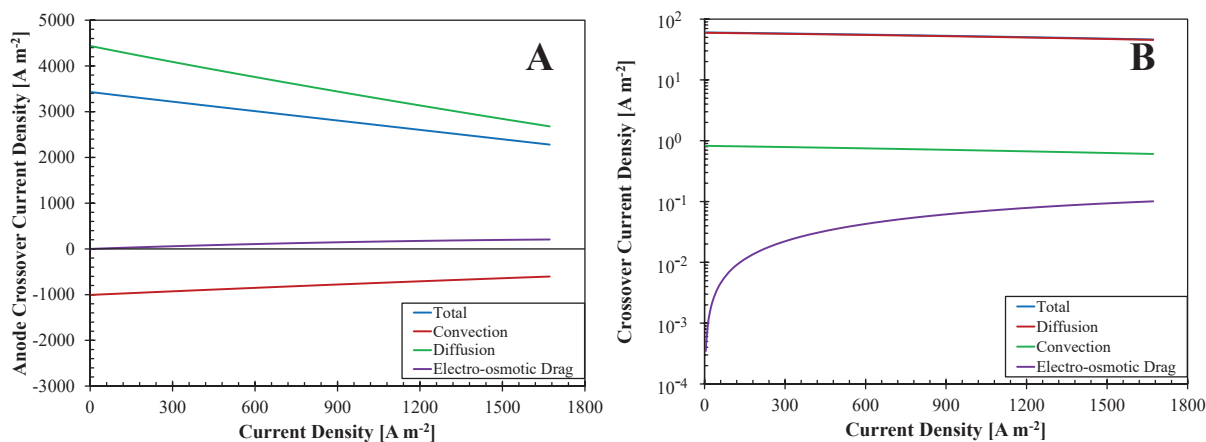 A
Anode Crossover Current Density [A m-2]
5000
4000
3000
2000
1000
0
-1000
-2000
-3000
0 300 600 900 1200 1500 1800
Current Density [A m-2]
Total
Convection
Diffusion
Electro-osmotic Drag
B
Crossover Current Densiy [A m-2]
10²
10¹
10⁰
10⁻¹
10⁻²
10⁻³
10⁻⁴
0 300 600 900 1200 1500 1800
Current Density [A m-2]
Total
Diffusion
Convection
Electro-osmotic Drag